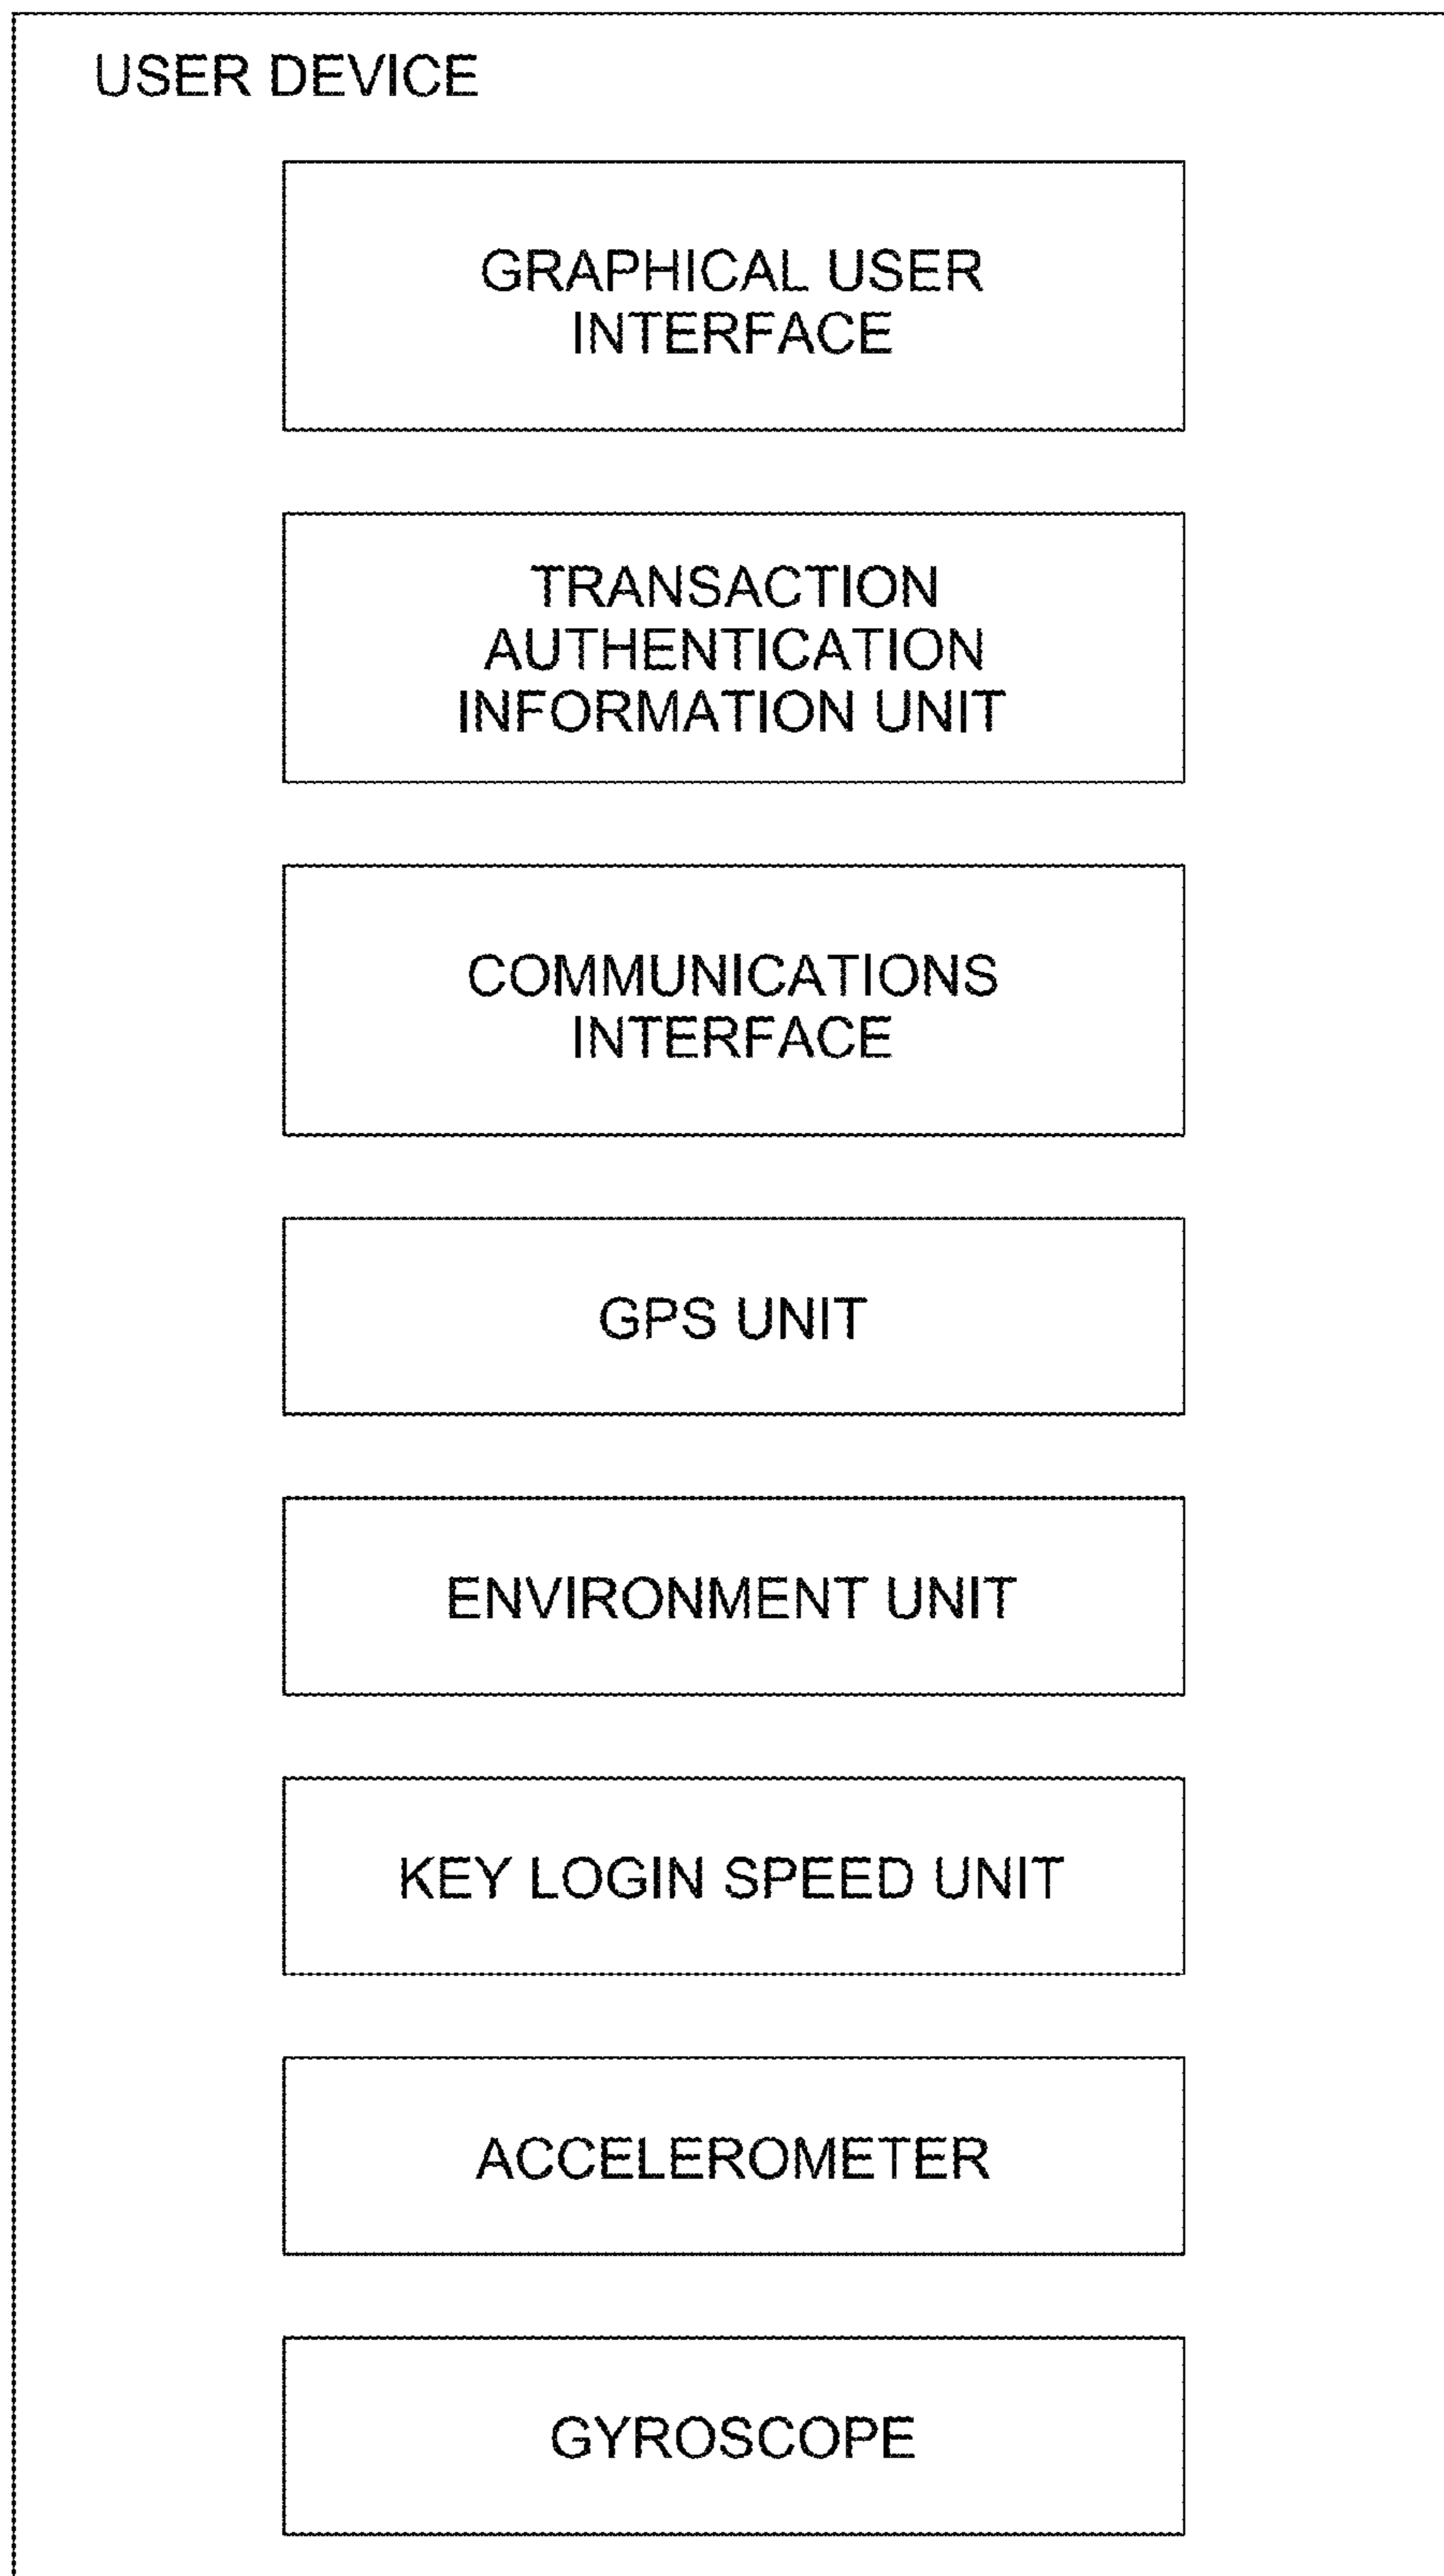 USER DEVICE
GRAPHICAL USER
INTERFACE
TRANSACTION
AUTHENTICATION
INFORMATION UNIT
COMMUNICATIONS
INTERFACE
GPS UNIT
ENVIRONMENT UNIT
KEY LOGIN SPEED UNIT
ACCELEROMETER
GYROSCOPE